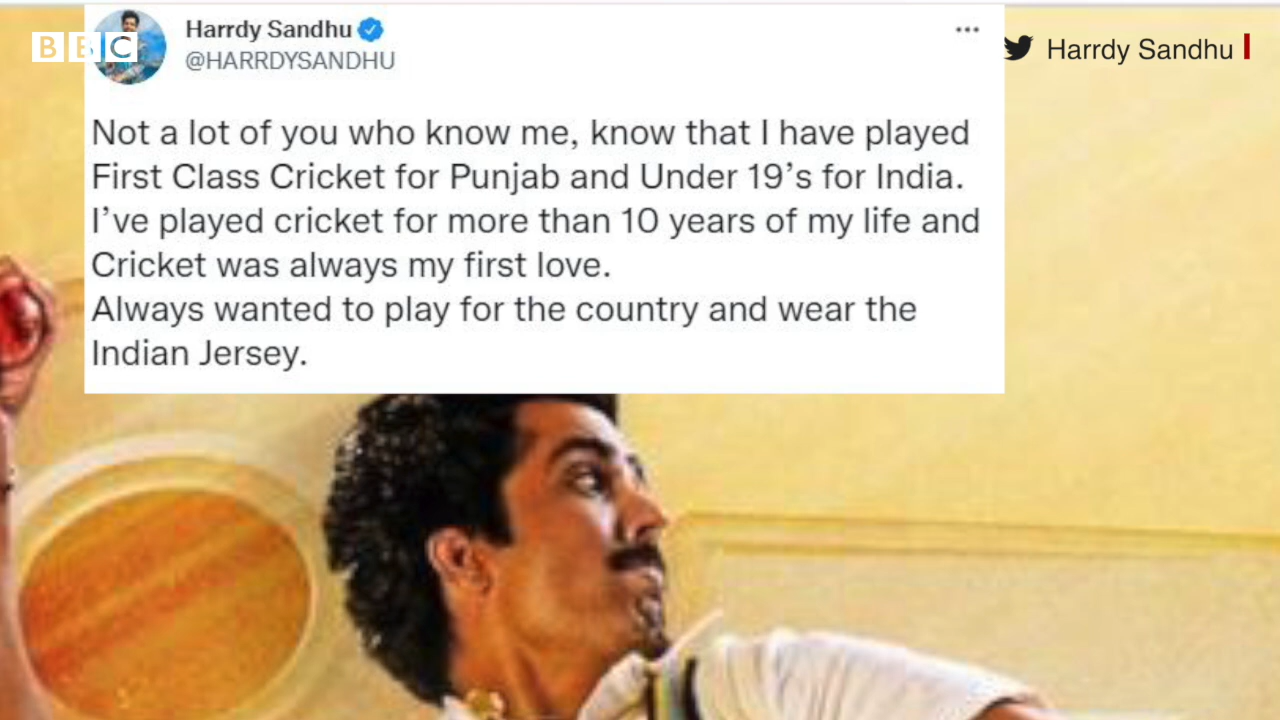 BBC
Harrdy Sandhu
@HARRDYSANDHU
Harrdy Sandhu
Not a lot of you who know me, know that I have played
First Class Cricket for Punjab and Under 19’s for India.
I’ve played cricket for more than 10 years of my life and
Cricket was always my first love.
Always wanted to play for the country and wear the
Indian Jersey.